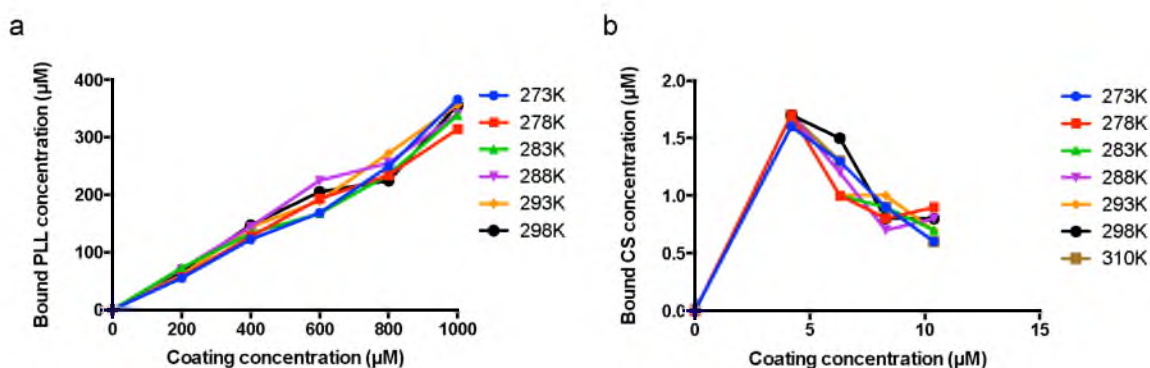 a
Bound PLL concentration (µM)
400
300
200
100
0
0 200 400 600 800 1000
Coating concentration (µM)
273K
278K
283K
288K
293K
298K
b
Bound CS concentration (µM)
2.0
1.5
1.0
0.5
0.0
0 5 10 15
Coating concentration (µM)
273K
278K
283K
288K
293K
298K
310K